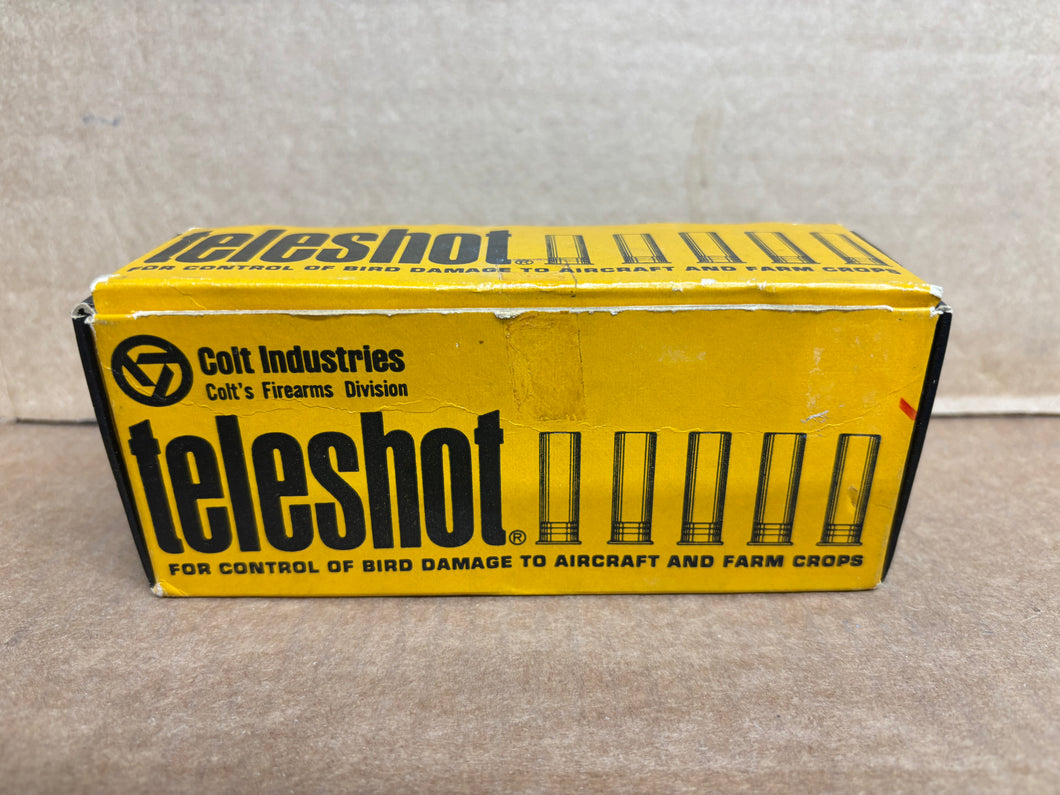 teleshot®
FOR CONTROL OF BIRD DAMAGE TO AIRCRAFT AND FARM CROPS
Colt Industries
Colt's Firearms Division
teleshot®
FOR CONTROL OF BIRD DAMAGE TO AIRCRAFT AND FARM CROPS